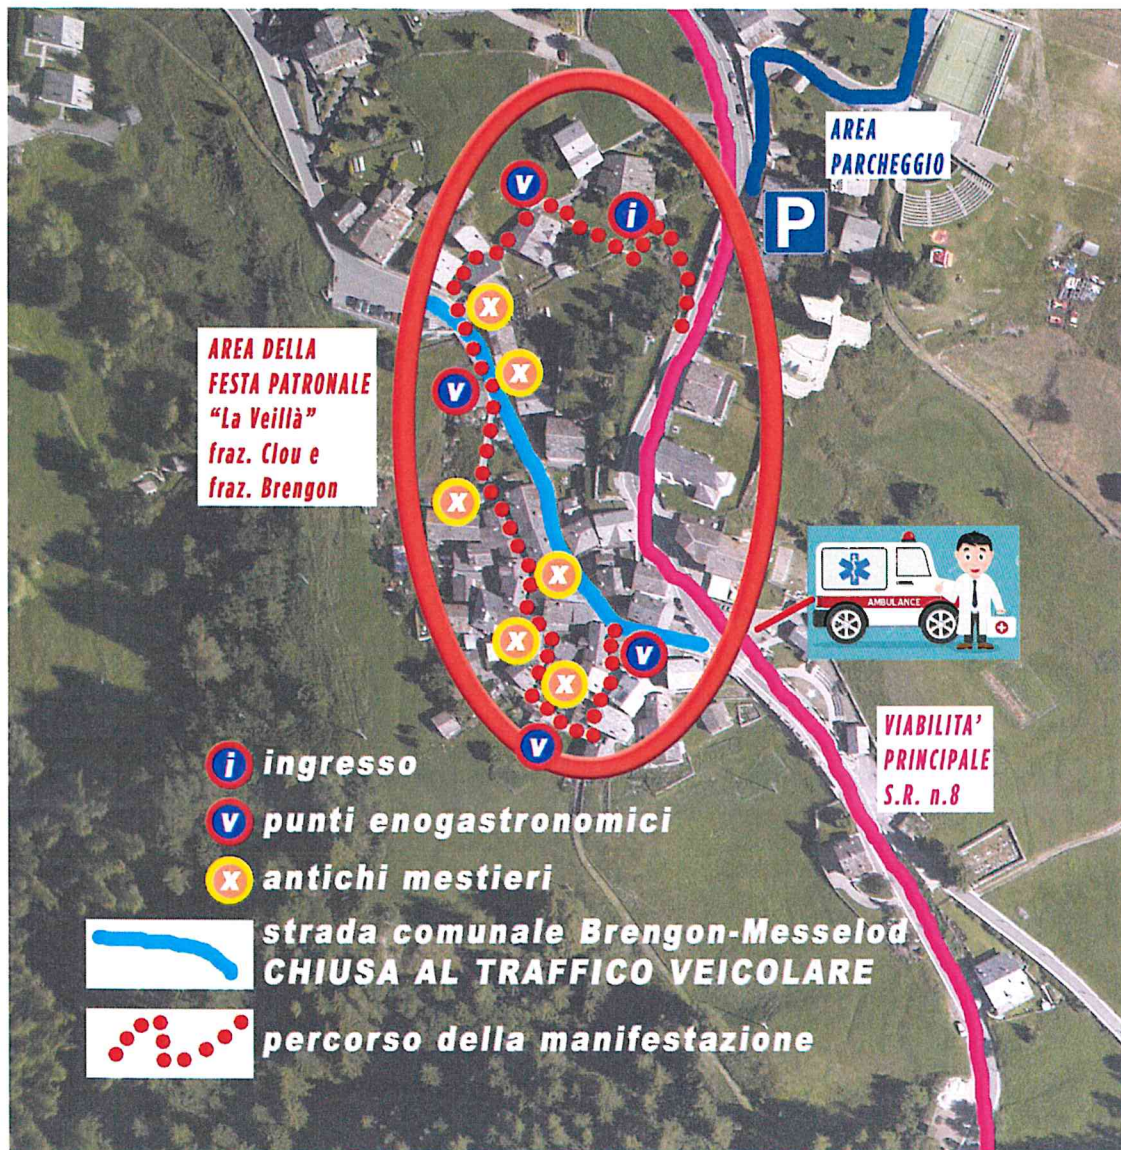 AREA
PARCHEGGIO
P
v
i
x
x
v
x
x
x
x
v
v
AREA DELLA
FESTA PATRONALE
“La Veillà”
fraz. Clou e
fraz. Brengon
AMBULANCE
VIABILITA’
PRINCIPALE
S.R. n.8
i ingresso
v punti enogastronomici
x antichi mestieri
strada comunale Brengon-Messelod
CHIUSA AL TRAFFICO VEICOLARE
percorso della manifestazione